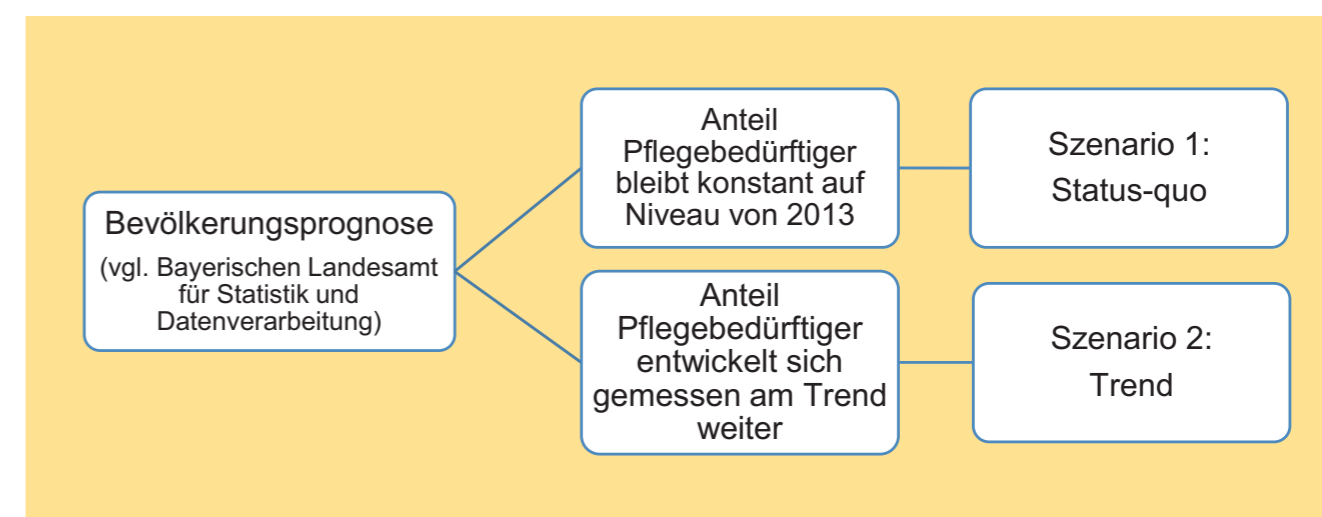 Bevölkerungsprognose
(vgl. Bayerischen Landesamt
für Statistik und
Datenverarbeitung)
Anteil
Pflegebedürftiger
bleibt konstant auf
Niveau von 2013
Szenario 1:
Status-quo
Anteil
Pflegebedürftiger
entwickelt sich
gemessen am Trend
weiter
Szenario 2:
Trend